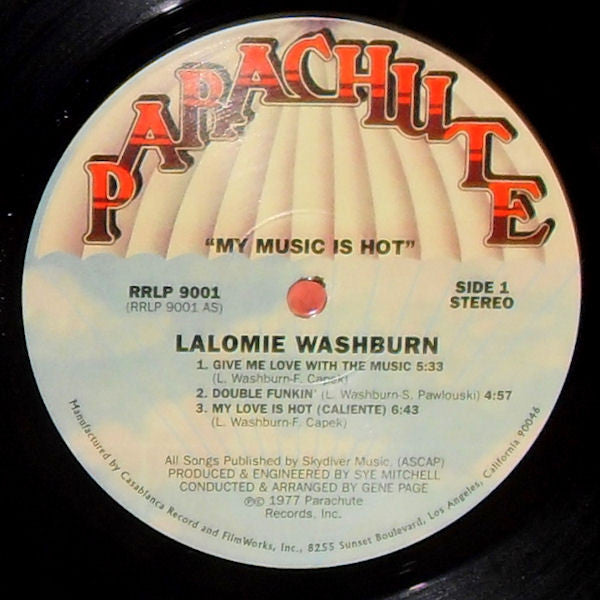 PARACHUTE
"MY MUSIC IS HOT"
RRLP 9001
(RRLP 9001 AS)
SIDE 1
STEREO
LALOMIE WASHBURN
1. GIVE ME LOVE WITH THE MUSIC 5:33
(L. Washburn-F. Capek)
2. DOUBLE FUNKIN' (L. Washburn-S. Pawlouski) 4:57
3. MY LOVE IS HOT (CALIENTE) 6:43
(L. Washburn-F. Capek)
All Songs Published by Skydiver Music, (ASCAP)
PRODUCED & ENGINEERED BY SYE MITCHELL
CONDUCTED & ARRANGED BY GENE PAGE
℗© 1977 Parachute
Records, Inc.
Manufactured by Casablanca Record and FilmWorks, Inc., 8255 Sunset Boulevard, Los Angeles, California 90046